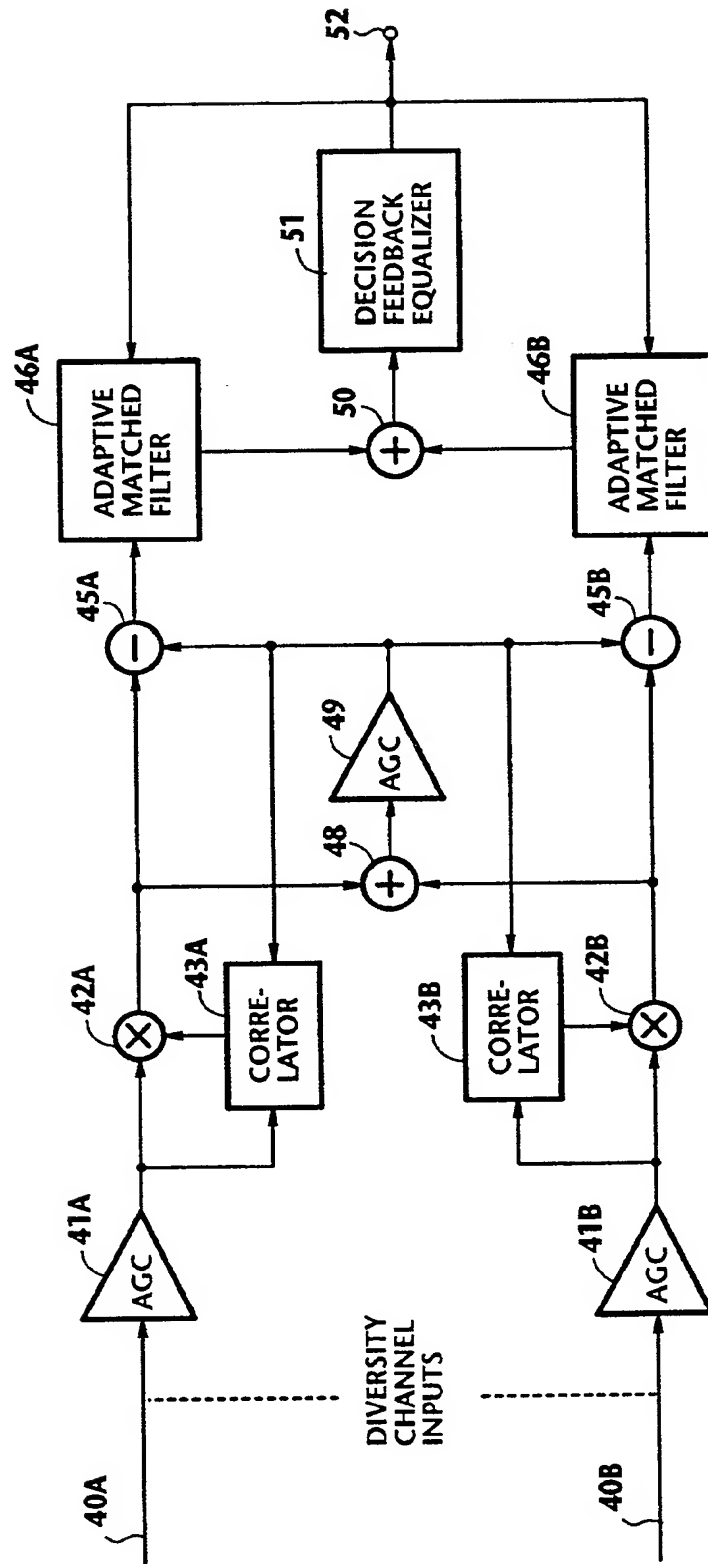 40A
41A
AGC
42A
×
43A
CORRE-
LATOR
45A
−
46A
ADAPTIVE
MATCHED
FILTER
DIVERSITY
CHANNEL
INPUTS
48
+
49
AGC
50
+
51
DECISION
FEEDBACK
EQUALIZER
52
40B
41B
AGC
43B
CORRE-
LATOR
42B
×
45B
−
46B
ADAPTIVE
MATCHED
FILTER